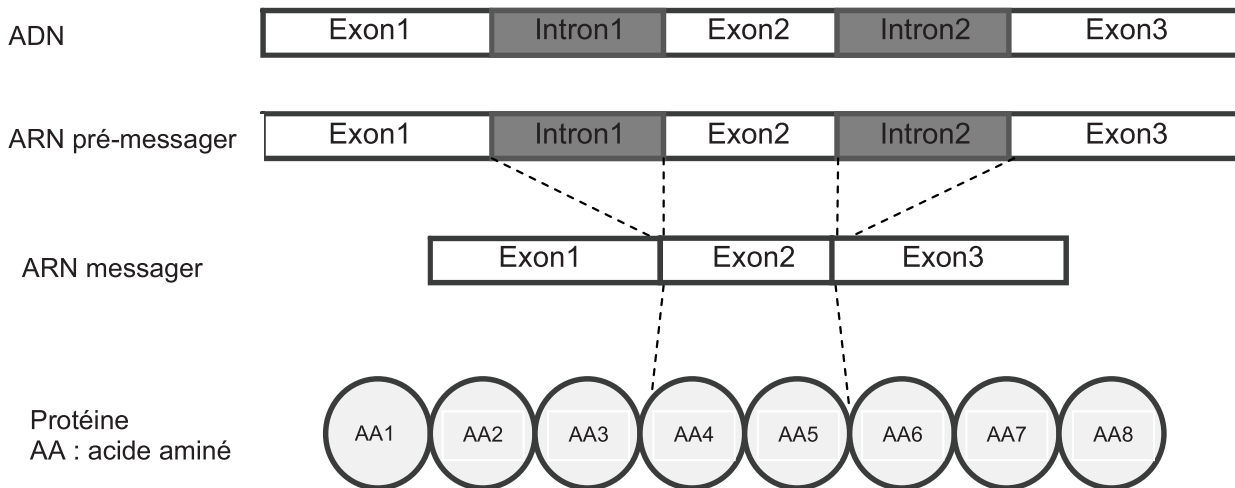 ADN
Exon1 Intron1 Exon2 Intron2 Exon3
ARN pré-messager
Exon1 Intron1 Exon2 Intron2 Exon3
ARN messager
Exon1 Exon2 Exon3
Protéine
AA : acide aminé
AA1 AA2 AA3 AA4 AA5 AA6 AA7 AA8